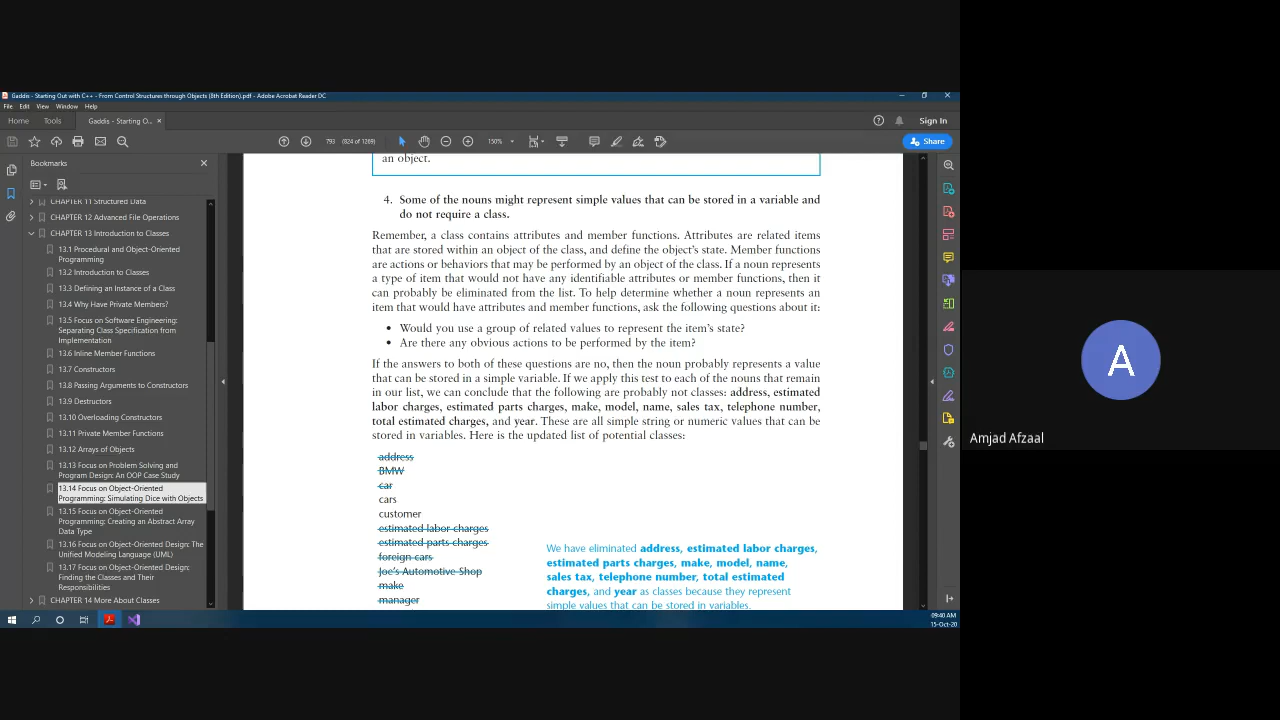 Gaddis - Starting Out with C++ - From Control Structures through Objects (8th Edition).pdf - Adobe Acrobat Reader DC
File Edit View Window Help
Home Tools Gaddis - Starting O... × Sign In
793 (824 of 1269) 150% Share
Bookmarks
CHAPTER 11 Structured Data
CHAPTER 12 Advanced File Operations
CHAPTER 13 Introduction to Classes
13.1 Procedural and Object-Oriented
Programming
13.2 Introduction to Classes
13.3 Defining an Instance of a Class
13.4 Why Have Private Members?
13.5 Focus on Software Engineering:
Separating Class Specification from
Implementation
13.6 Inline Member Functions
13.7 Constructors
13.8 Passing Arguments to Constructors
13.9 Destructors
13.10 Overloading Constructors
13.11 Private Member Functions
13.12 Arrays of Objects
13.13 Focus on Problem Solving and
Program Design: An OOP Case Study
13.14 Focus on Object-Oriented
Programming: Simulating Dice with Objects
13.15 Focus on Object-Oriented
Programming: Creating an Abstract Array
Data Type
13.16 Focus on Object-Oriented Design: The
Unified Modeling Language (UML)
13.17 Focus on Object-Oriented Design:
Finding the Classes and Their
Responsibilities
CHAPTER 14 More About Classes
an object.
4. Some of the nouns might represent simple values that can be stored in a variable and
do not require a class.
Remember, a class contains attributes and member functions. Attributes are related items
that are stored within an object of the class, and define the object's state. Member functions
are actions or behaviors that may be performed by an object of the class. If a noun represents
a type of item that would not have any identifiable attributes or member functions, then it
can probably be eliminated from the list. To help determine whether a noun represents an
item that would have attributes and member functions, ask the following questions about it:
• Would you use a group of related values to represent the item's state?
• Are there any obvious actions to be performed by the item?
If the answers to both of these questions are no, then the noun probably represents a value
that can be stored in a simple variable. If we apply this test to each of the nouns that remain
in our list, we can conclude that the following are probably not classes: address, estimated
labor charges, estimated parts charges, make, model, name, sales tax, telephone number,
total estimated charges, and year. These are all simple string or numeric values that can be
stored in variables. Here is the updated list of potential classes:
address
BMW
car
cars
customer
estimated labor charges
estimated parts charges
foreign cars
Joe's Automotive Shop
make
manager
We have eliminated address, estimated labor charges,
estimated parts charges, make, model, name,
sales tax, telephone number, total estimated
charges, and year as classes because they represent
simple values that can be stored in variables.
09:40 AM
15-Oct-20
A
Amjad Afzaal